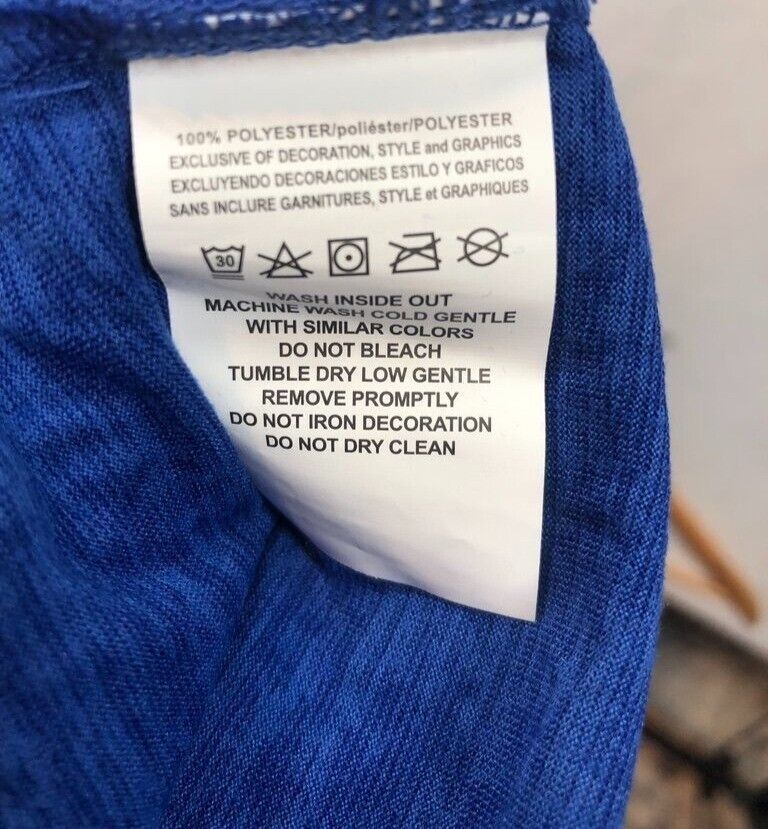 100% POLYESTER/poliéster/POLYESTER
EXCLUSIVE OF DECORATION, STYLE and GRAPHICS
EXCLUYENDO DECORACIONES ESTILO Y GRAFICOS
SANS INCLURE GARNITURES, STYLE et GRAPHIQUES
30
WASH INSIDE OUT
MACHINE WASH COLD GENTLE
WITH SIMILAR COLORS
DO NOT BLEACH
TUMBLE DRY LOW GENTLE
REMOVE PROMPTLY
DO NOT IRON DECORATION
DO NOT DRY CLEAN